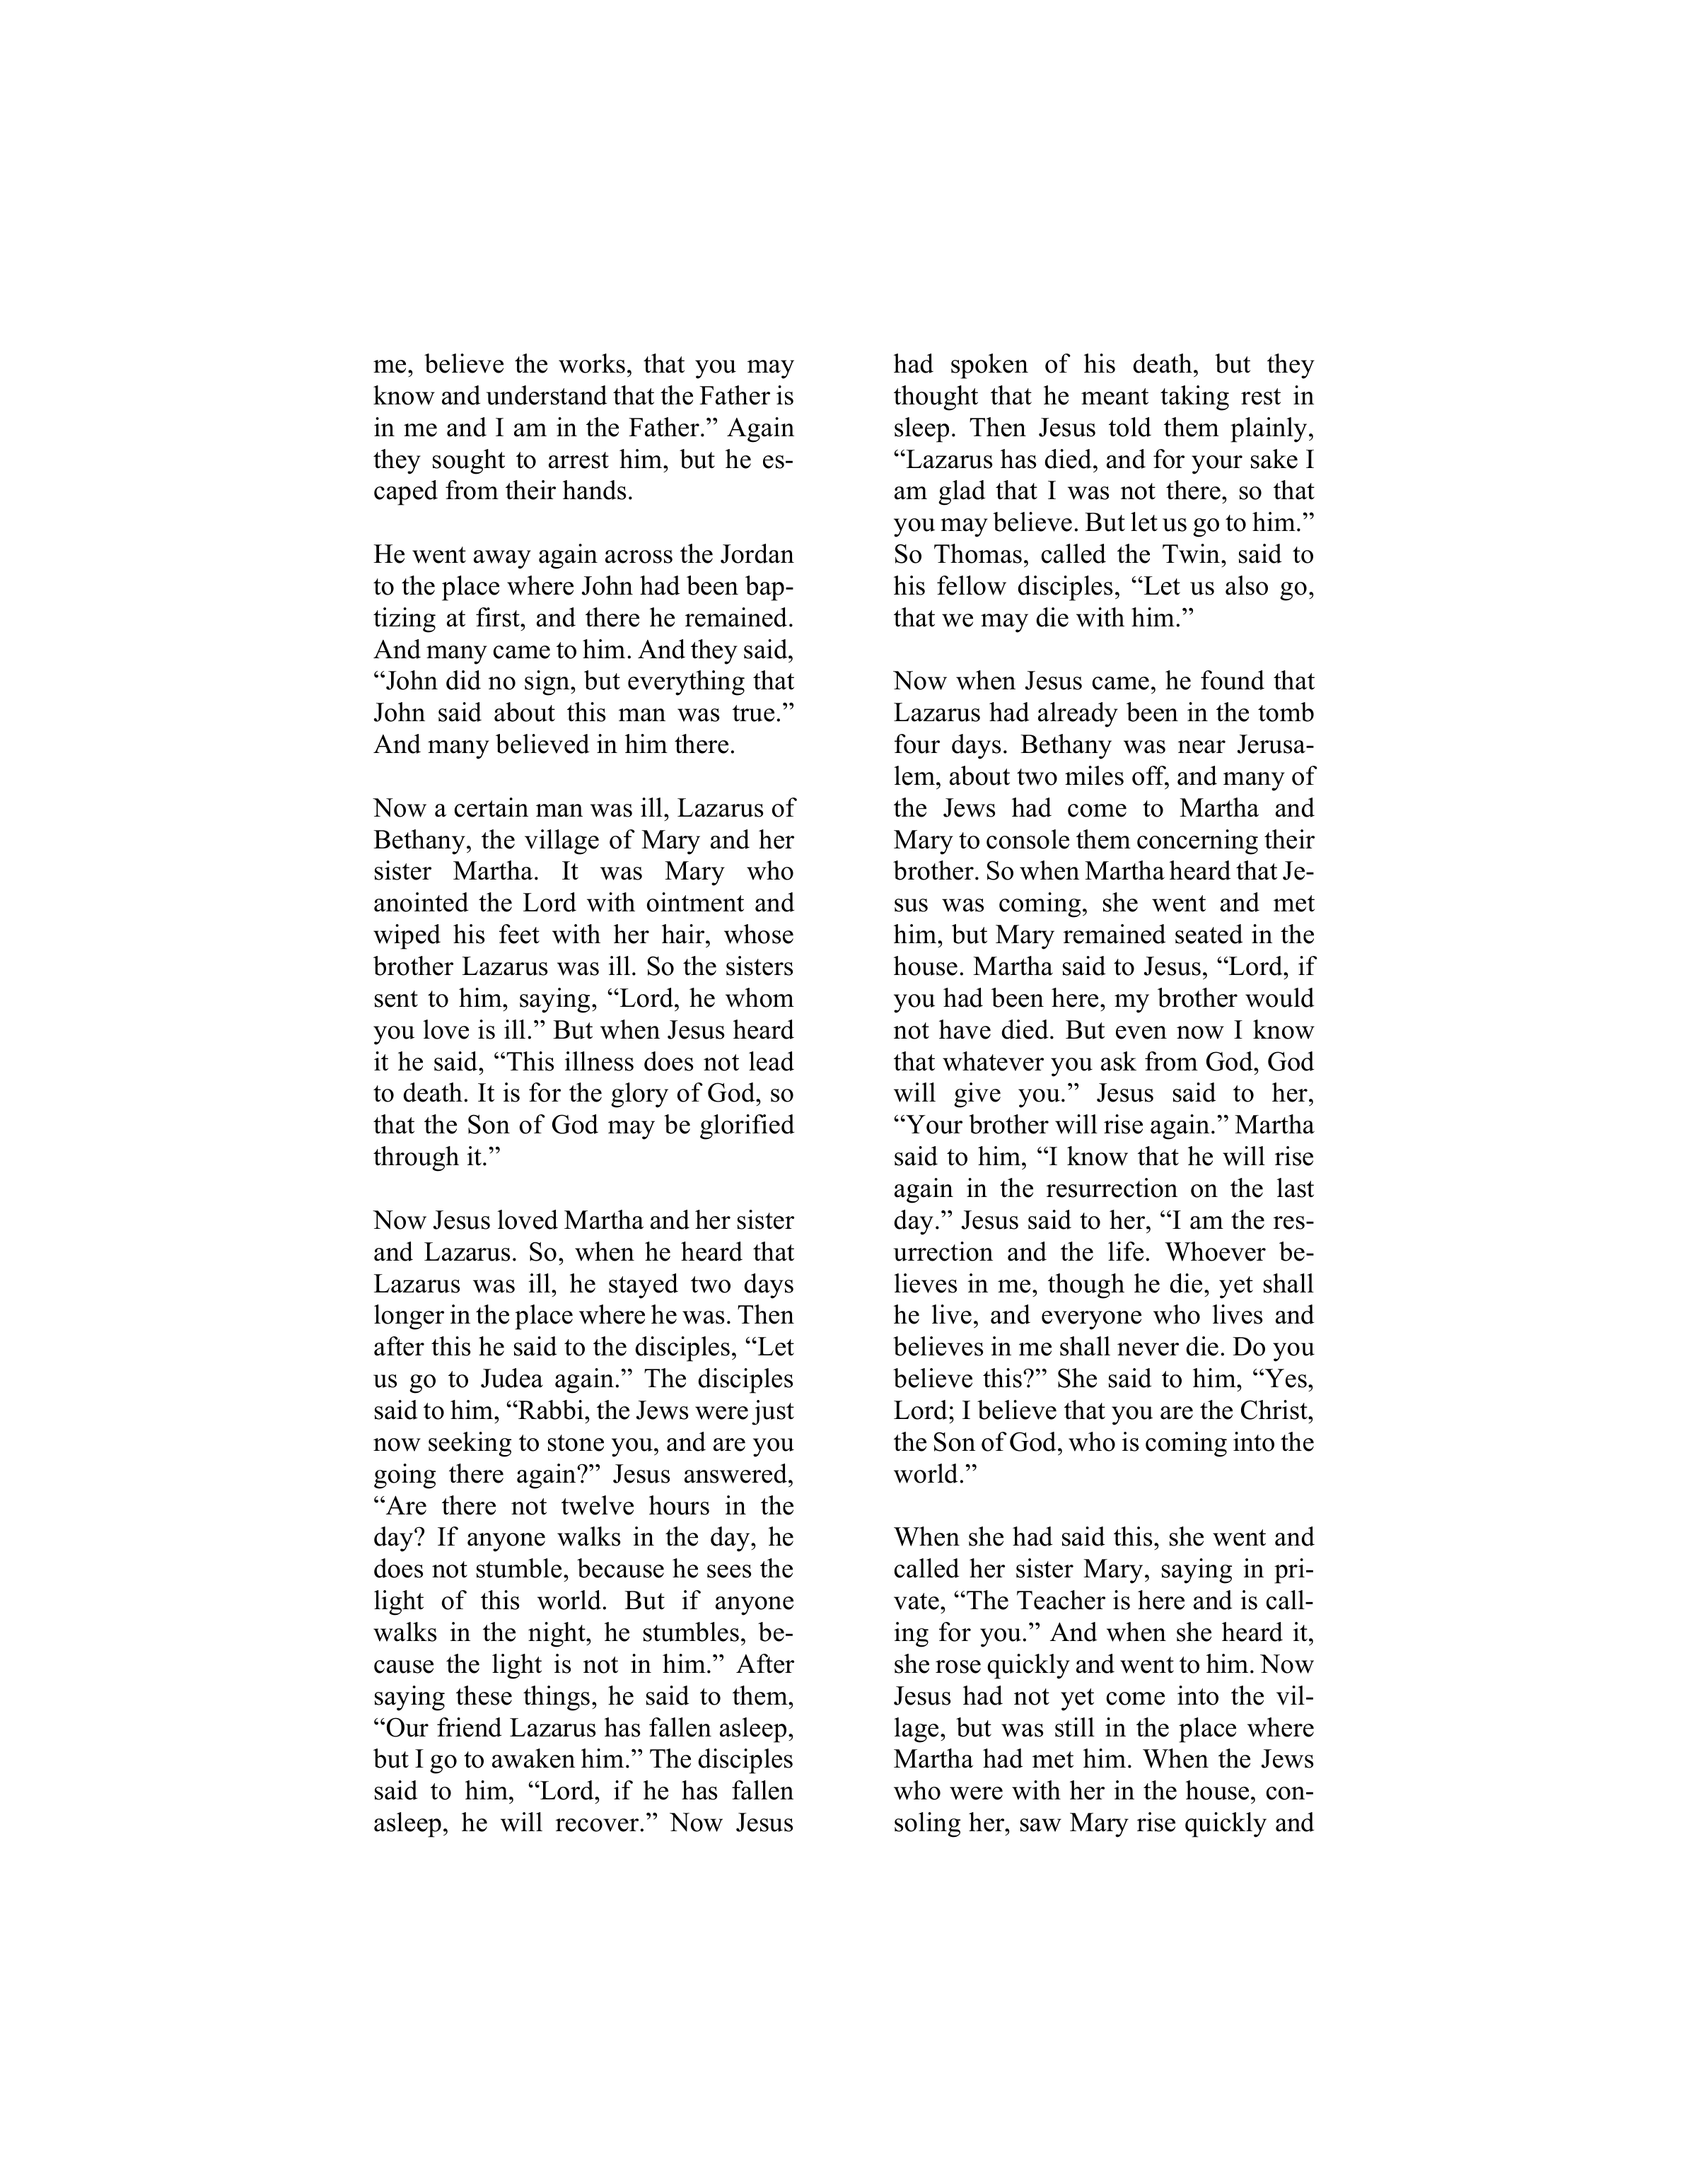 me, believe the works, that you may
know and understand that the Father is
in me and I am in the Father.” Again
they sought to arrest him, but he es-
caped from their hands.
He went away again across the Jordan
to the place where John had been bap-
tizing at first, and there he remained.
And many came to him. And they said,
“John did no sign, but everything that
John said about this man was true.”
And many believed in him there.
Now a certain man was ill, Lazarus of
Bethany, the village of Mary and her
sister Martha. It was Mary who
anointed the Lord with ointment and
wiped his feet with her hair, whose
brother Lazarus was ill. So the sisters
sent to him, saying, “Lord, he whom
you love is ill.” But when Jesus heard
it he said, “This illness does not lead
to death. It is for the glory of God, so
that the Son of God may be glorified
through it.”
Now Jesus loved Martha and her sister
and Lazarus. So, when he heard that
Lazarus was ill, he stayed two days
longer in the place where he was. Then
after this he said to the disciples, “Let
us go to Judea again.” The disciples
said to him, “Rabbi, the Jews were just
now seeking to stone you, and are you
going there again?” Jesus answered,
“Are there not twelve hours in the
day? If anyone walks in the day, he
does not stumble, because he sees the
light of this world. But if anyone
walks in the night, he stumbles, be-
cause the light is not in him.” After
saying these things, he said to them,
“Our friend Lazarus has fallen asleep,
but I go to awaken him.” The disciples
said to him, “Lord, if he has fallen
asleep, he will recover.” Now Jesus
had spoken of his death, but they
thought that he meant taking rest in
sleep. Then Jesus told them plainly,
“Lazarus has died, and for your sake I
am glad that I was not there, so that
you may believe. But let us go to him.”
So Thomas, called the Twin, said to
his fellow disciples, “Let us also go,
that we may die with him.”
Now when Jesus came, he found that
Lazarus had already been in the tomb
four days. Bethany was near Jerusa-
lem, about two miles off, and many of
the Jews had come to Martha and
Mary to console them concerning their
brother. So when Martha heard that Je-
sus was coming, she went and met
him, but Mary remained seated in the
house. Martha said to Jesus, “Lord, if
you had been here, my brother would
not have died. But even now I know
that whatever you ask from God, God
will give you.” Jesus said to her,
“Your brother will rise again.” Martha
said to him, “I know that he will rise
again in the resurrection on the last
day.” Jesus said to her, “I am the res-
urrection and the life. Whoever be-
lieves in me, though he die, yet shall
he live, and everyone who lives and
believes in me shall never die. Do you
believe this?” She said to him, “Yes,
Lord; I believe that you are the Christ,
the Son of God, who is coming into the
world.”
When she had said this, she went and
called her sister Mary, saying in pri-
vate, “The Teacher is here and is call-
ing for you.” And when she heard it,
she rose quickly and went to him. Now
Jesus had not yet come into the vil-
lage, but was still in the place where
Martha had met him. When the Jews
who were with her in the house, con-
soling her, saw Mary rise quickly and